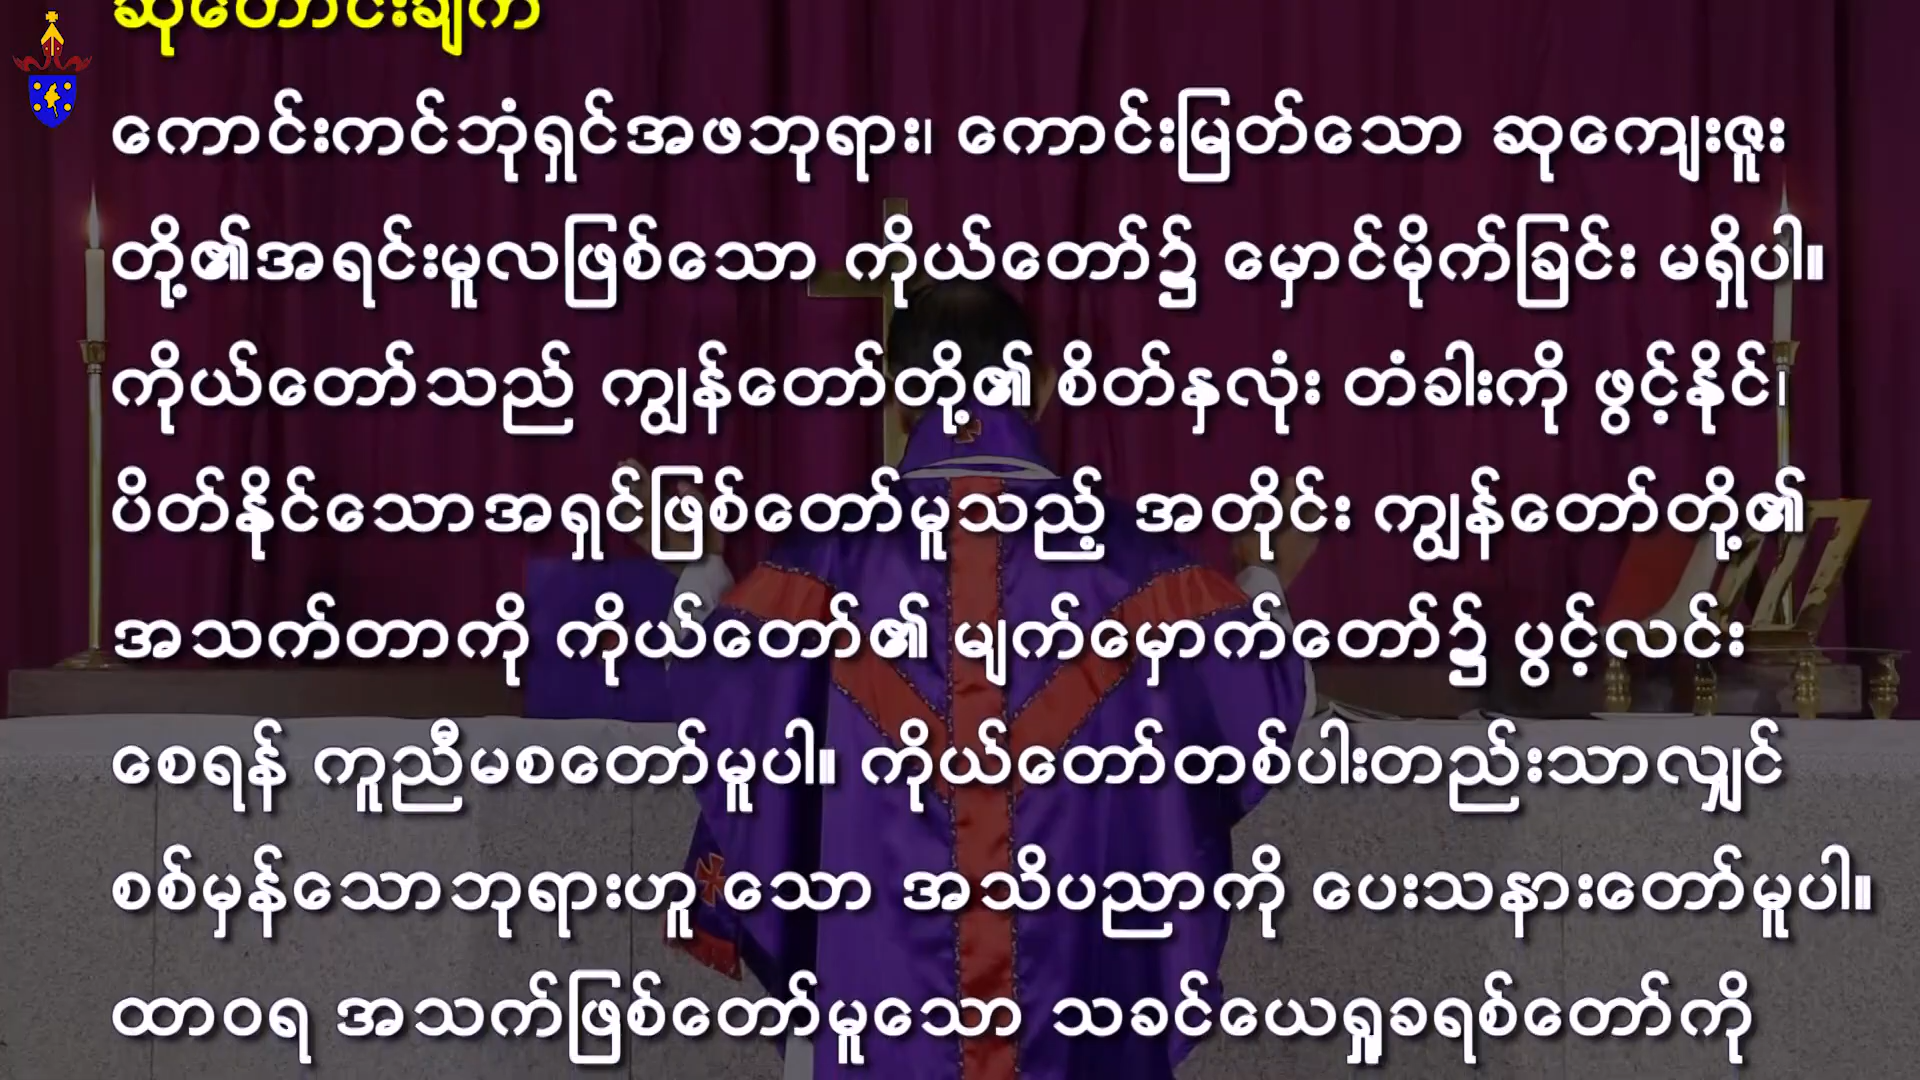 ဆုတောင်းချက်
ကောင်းကင်ဘုံရှင်အဖဘုရား၊ ကောင်းမြတ်သော ဆုကျေးဇူး
တို့၏အရင်းမူလဖြစ်သော ကိုယ်တော်၌ မှောင်မိုက်ခြင်း မရှိပါ။
ကိုယ်တော်သည် ကျွန်တော်တို့၏ စိတ်နှလုံး တံခါးကို ဖွင့်နိုင်၊
ပိတ်နိုင်သောအရှင်ဖြစ်တော်မူသည့် အတိုင်း ကျွန်တော်တို့၏
အသက်တာကို ကိုယ်တော်၏ မျက်မှောက်တော်၌ ပွင့်လင်း
စေရန် ကူညီမစတော်မူပါ။ ကိုယ်တော်တစ်ပါးတည်းသာလျှင်
စစ်မှန်သောဘုရားဟူ သော အသိပညာကို ပေးသနားတော်မူပါ။
ထာဝရ အသက်ဖြစ်တော်မူသော သခင်ယေရှုခရစ်တော်ကို